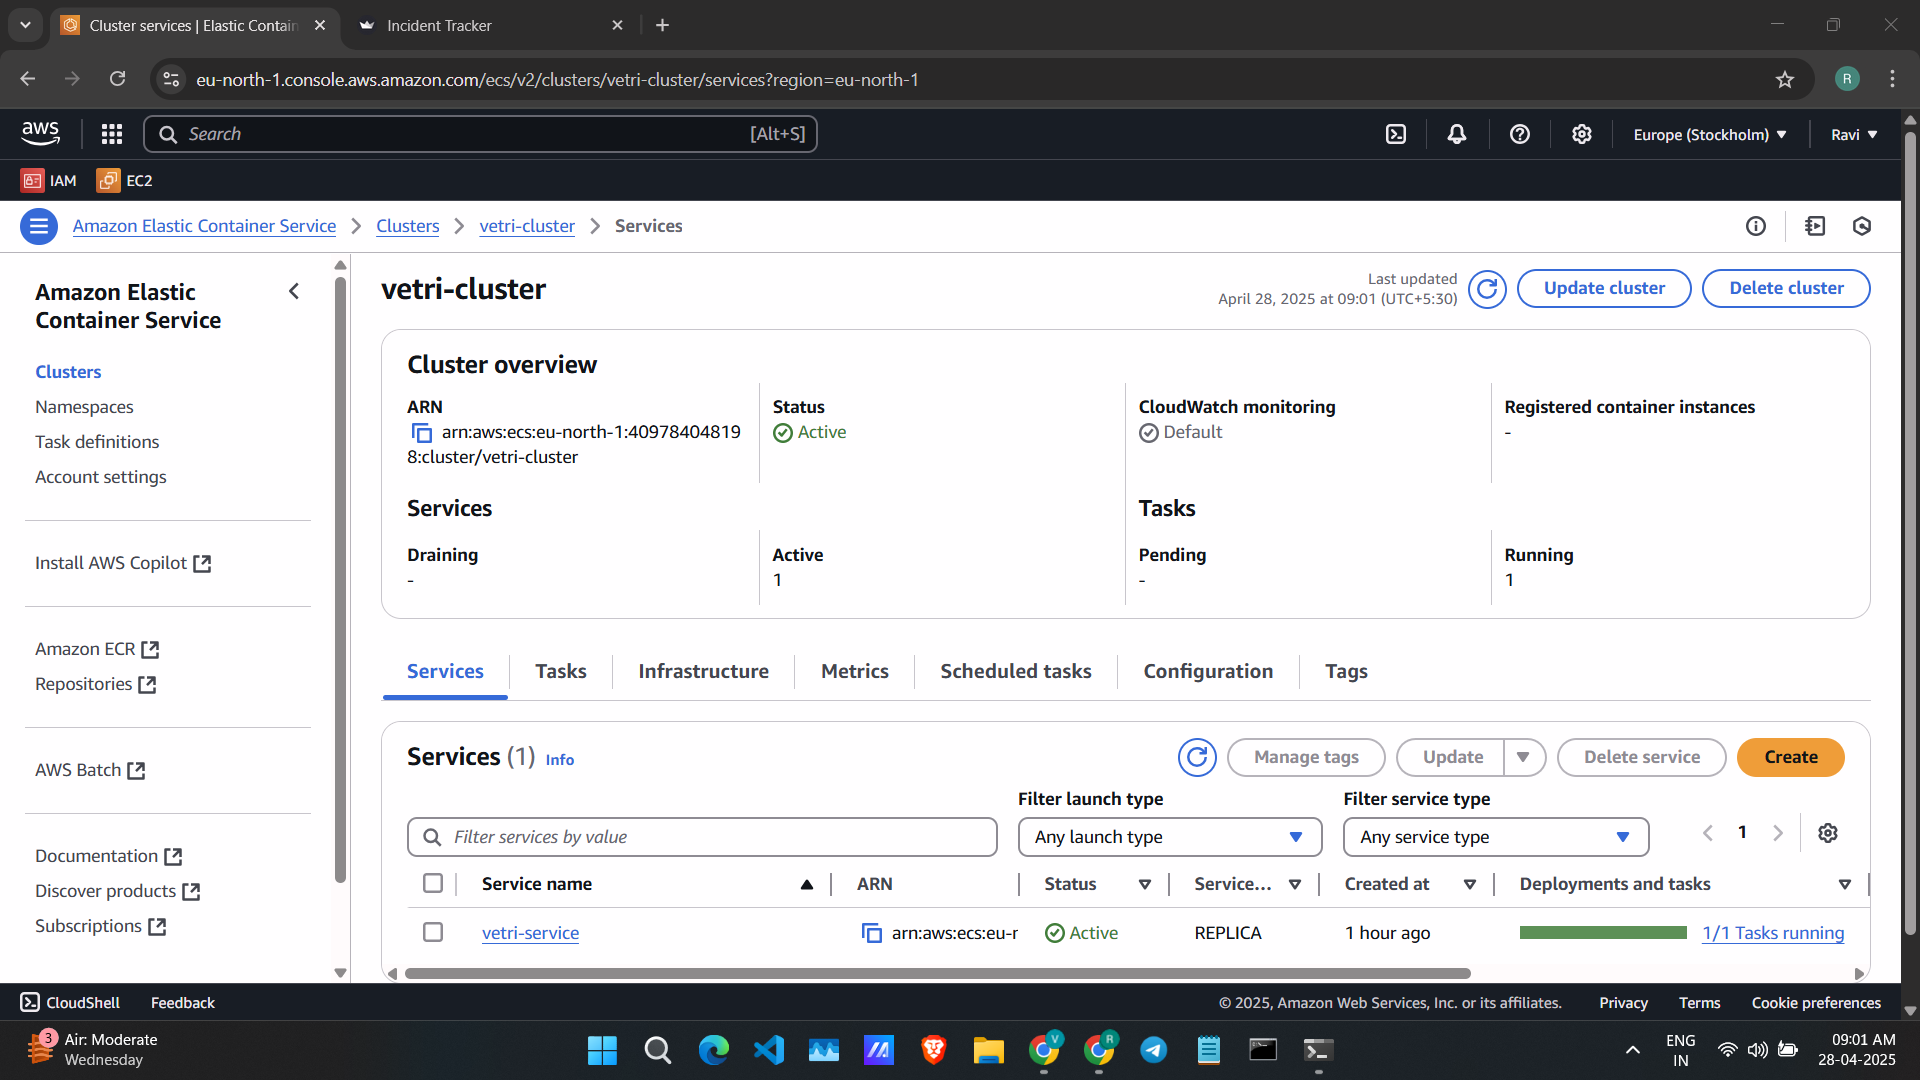 Cluster services | Elastic Contain
Incident Tracker
eu-north-1.console.aws.amazon.com/ecs/v2/clusters/vetri-cluster/services?region=eu-north-1
R
aws
Search
[Alt+S]
Europe (Stockholm)
Ravi
IAM
EC2
Amazon Elastic Container Service
Clusters
vetri-cluster
Services
Amazon Elastic
Container Service
Clusters
Namespaces
Task definitions
Account settings
Install AWS Copilot
Amazon ECR
Repositories
AWS Batch
Documentation
Discover products
Subscriptions
vetri-cluster
Last updated
April 28, 2025 at 09:01 (UTC+5:30)
Update cluster
Delete cluster
Cluster overview
ARN
arn:aws:ecs:eu-north-1:40978404819
8:cluster/vetri-cluster
Status
Active
CloudWatch monitoring
Default
Registered container instances
-
Services
Tasks
Draining
-
Active
1
Pending
-
Running
1
Services
Tasks
Infrastructure
Metrics
Scheduled tasks
Configuration
Tags
Services (1) Info
Manage tags
Update
Delete service
Create
Filter launch type
Filter service type
Filter services by value
Any launch type
Any service type
1
Service name
ARN
Status
Service...
Created at
Deployments and tasks
vetri-service
arn:aws:ecs:eu-r
Active
REPLICA
1 hour ago
1/1 Tasks running
CloudShell
Feedback
© 2025, Amazon Web Services, Inc. or its affiliates.
Privacy
Terms
Cookie preferences
3
Air: Moderate
Wednesday
V
R
ENG
IN
09:01 AM
28-04-2025